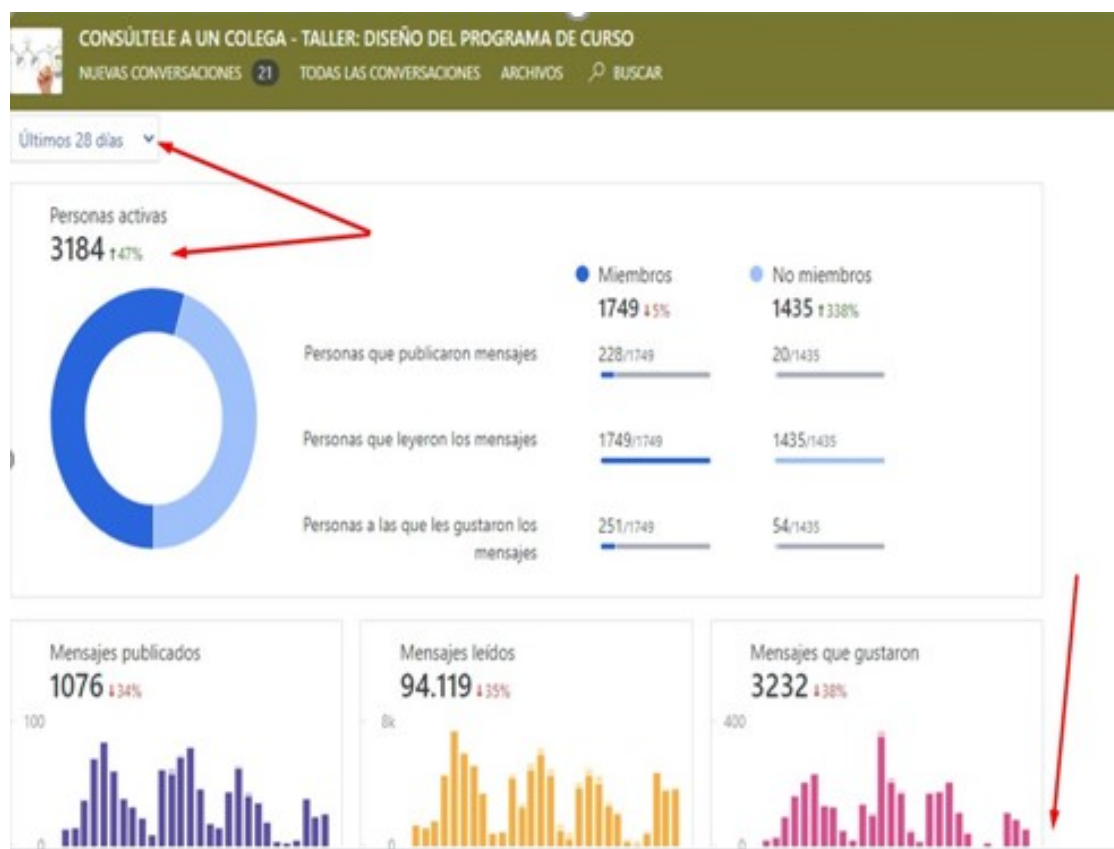 CONSÚLTELE A UN COLEGA - TALLER: DISEÑO DEL PROGRAMA DE CURSO
NUEVAS CONVERSACIONES 21 TODAS LAS CONVERSACIONES ARCHIVOS BUSCAR
Últimos 28 días
Personas activas
3184 ↑47%
Miembros No miembros
1749 ↓5% 1435 ↑338%
Personas que publicaron mensajes 228/1749 20/1435
Personas que leyeron los mensajes 1749/1749 1435/1435
Personas a las que les gustaron los 251/1749 54/1435
mensajes
Mensajes publicados Mensajes leídos Mensajes que gustaron
1076 ↓34% 94.119 ↓35% 3232 ↓38%
100 8k 400
0 0 0